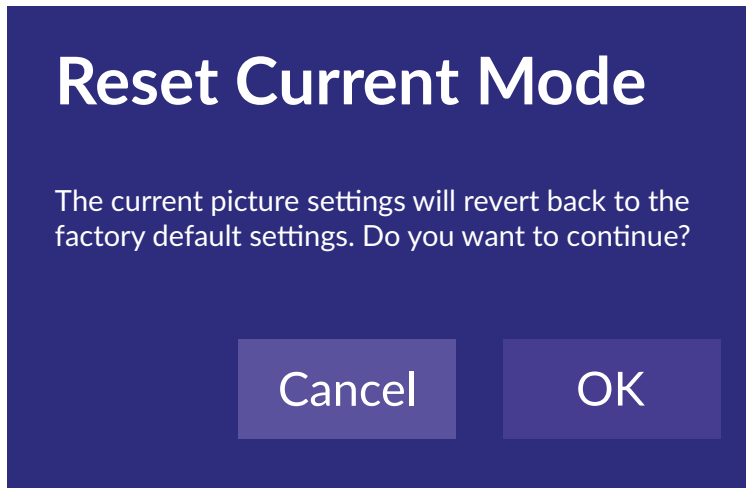 Reset Current Mode
The current picture settings will revert back to the
factory default settings. Do you want to continue?
Cancel OK